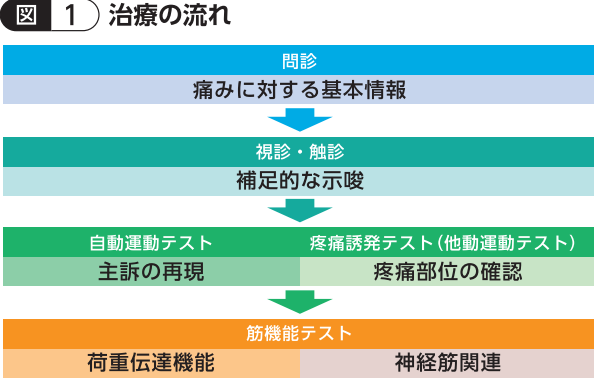 図 1 治療の流れ
問診
痛みに対する基本情報
視診・触診
補足的な示唆
自動運動テスト 疼痛誘発テスト(他動運動テスト)
主訴の再現 疼痛部位の確認
筋機能テスト
荷重伝達機能 神経筋関連